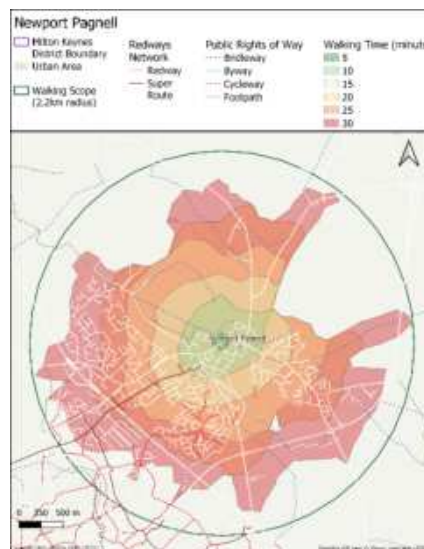 Newport Pagnell
Milton Keynes
District Boundary
Urban Area
Walking Scope
(2.2km radius)
Redways
Network
Redway
Super
Route
Public Rights of Way
Bridleway
Byway
Cycleway
Footpath
Walking Time (minut
5
10
15
20
25
30
0 250 500 m